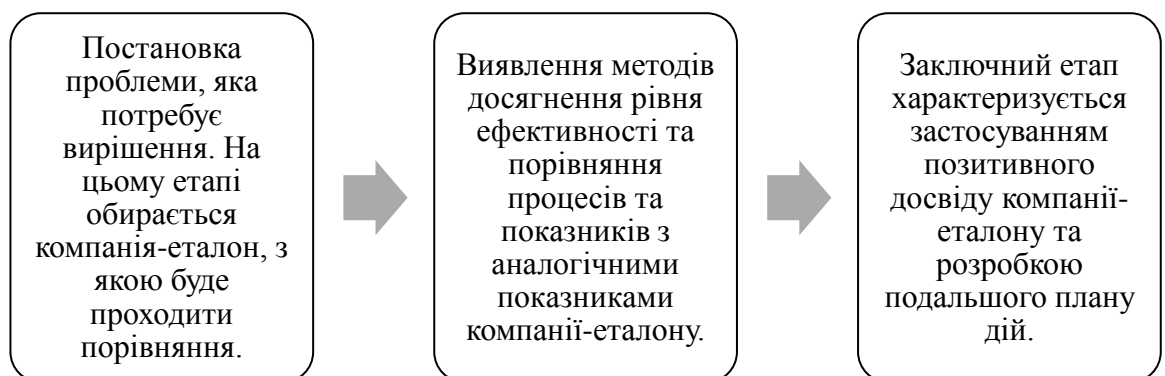 Постановка
проблеми, яка
потребує
вирішення. На
цьому етапі
обирається
компанія-еталон, з
якою буде
проходити
порівняння.
Виявлення методів
досягнення рівня
ефективності та
порівняння
процесів та
показників з
аналогічними
показниками
компанії-еталону.
Заключний етап
характеризується
застосуванням
позитивного
досвіду компанії-
еталону та
розробкою
подальшого плану
дій.